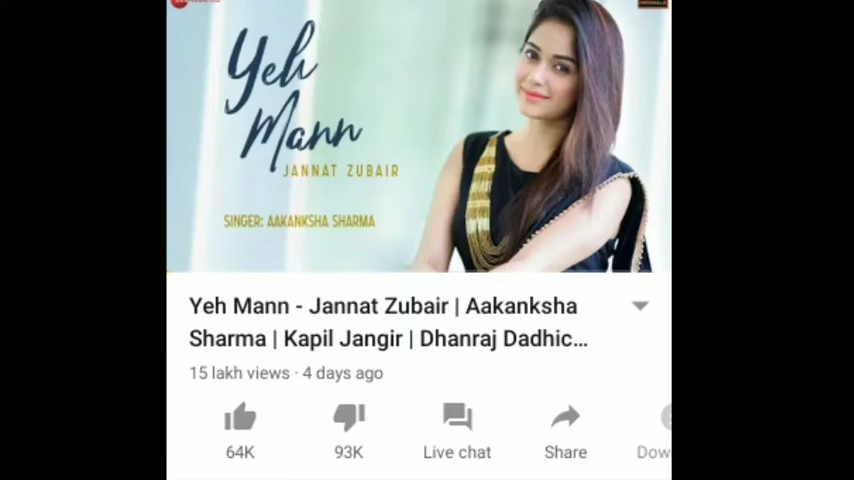 Yeh
Mann
JANNAT ZUBAIR
SINGER: AAKANKSHA SHARMA
Yeh Mann - Jannat Zubair | Aakanksha
Sharma | Kapil Jangir | Dhanraj Dadhic...
15 lakh views · 4 days ago
64K 93K Live chat Share Dow